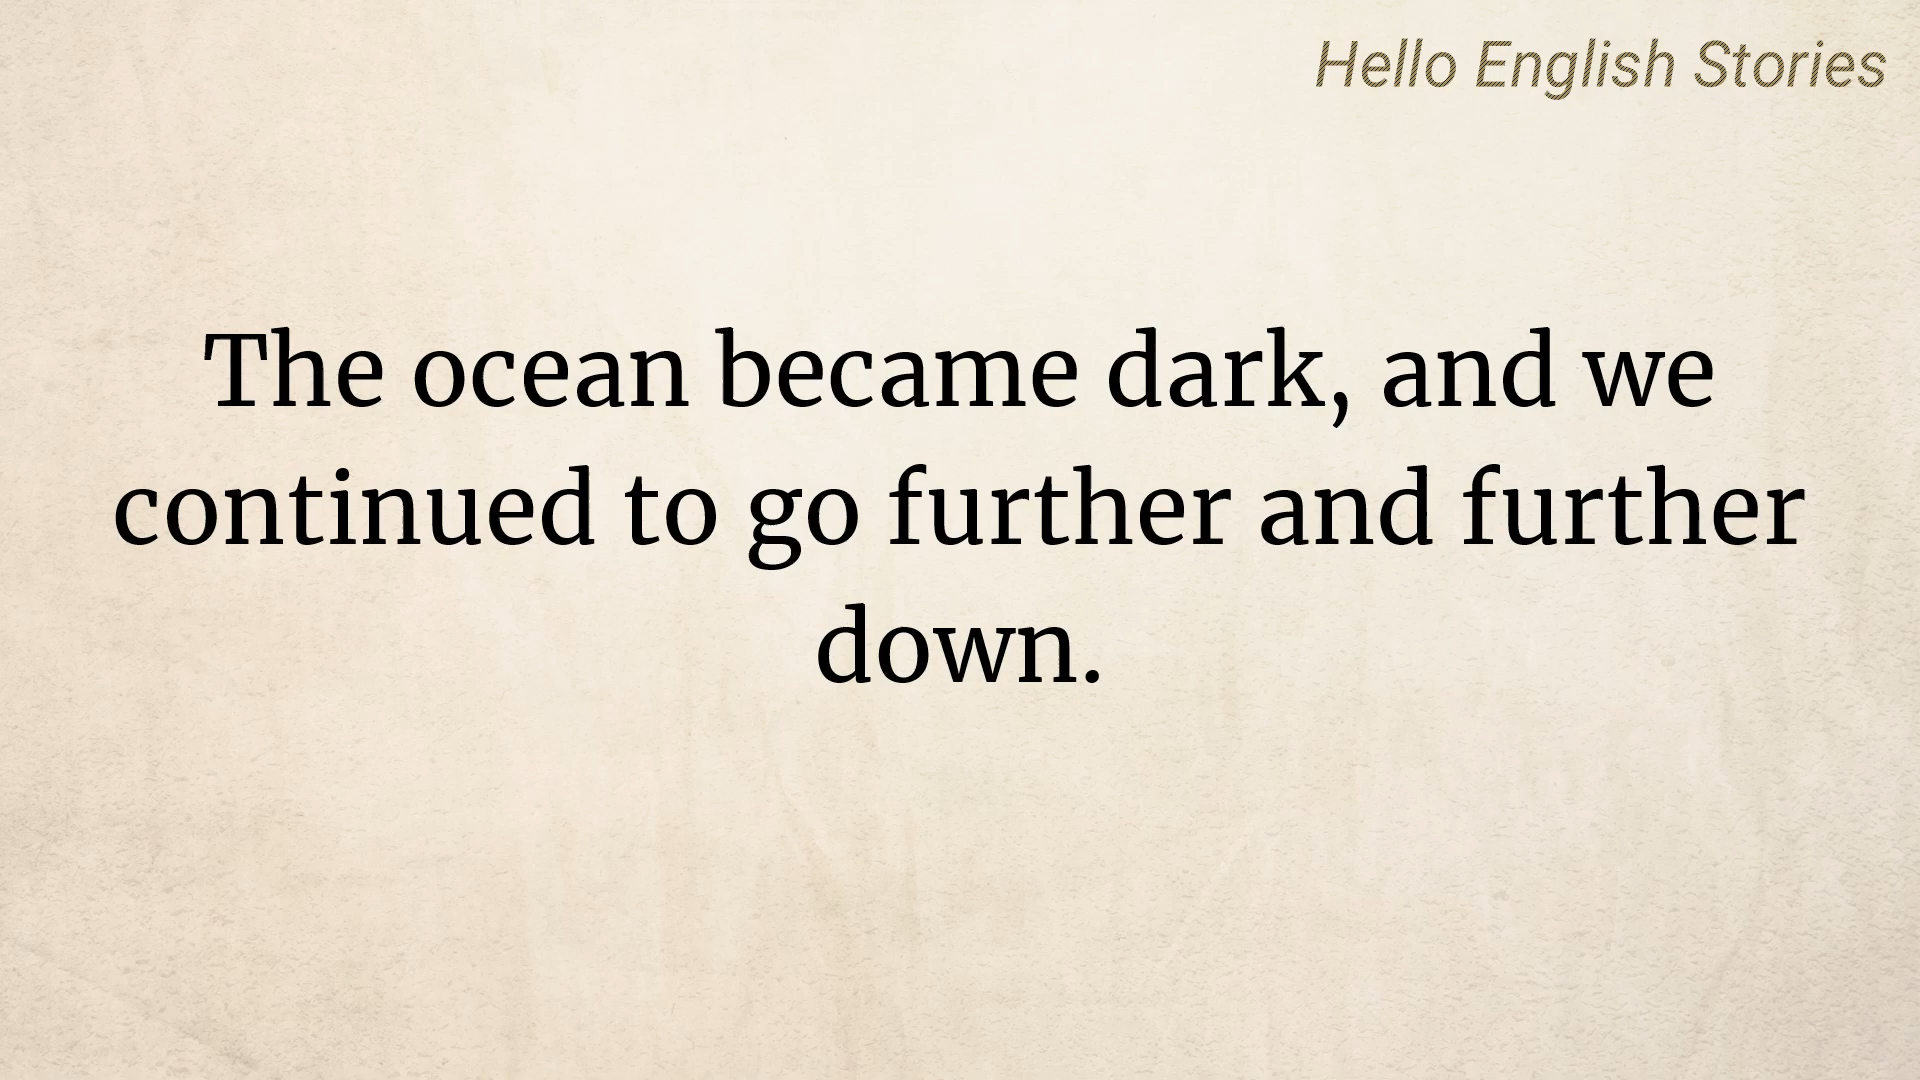 Hello English Stories
The ocean became dark, and we
continued to go further and further
down.